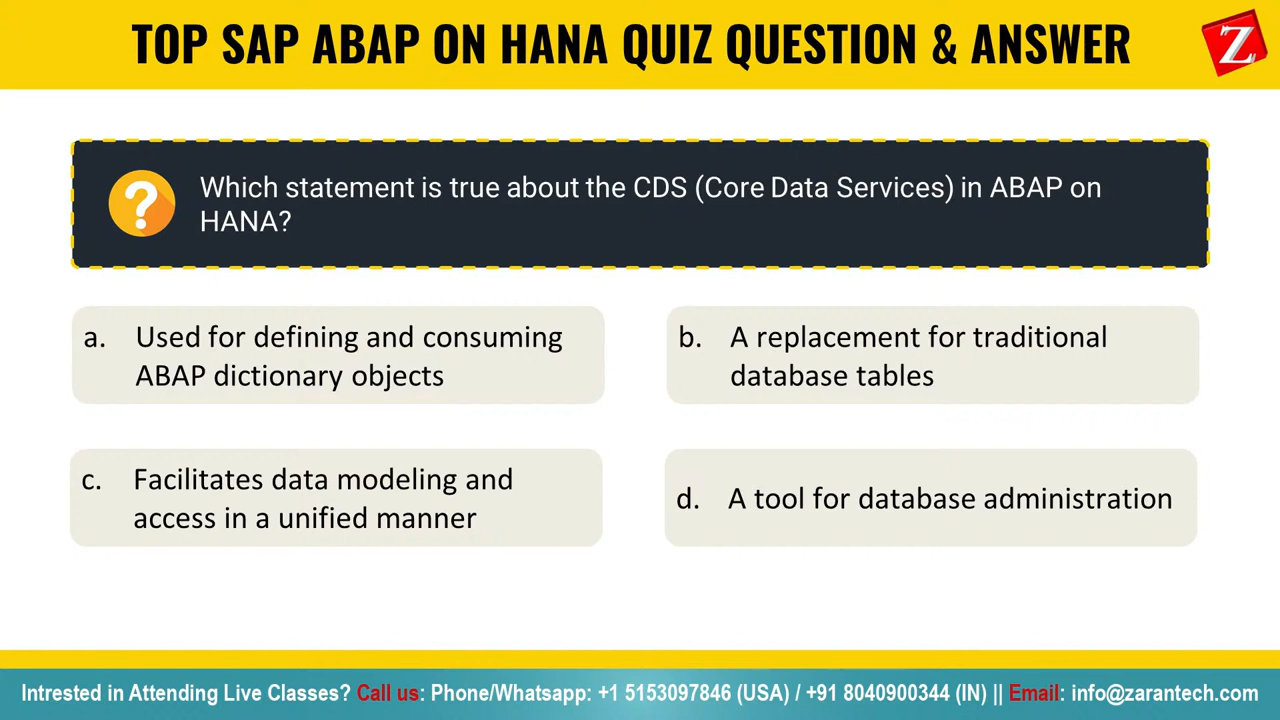 TOP SAP ABAP ON HANA QUIZ QUESTION & ANSWER
Z
?
Which statement is true about the CDS (Core Data Services) in ABAP on
HANA?
a. Used for defining and consuming
ABAP dictionary objects
b. A replacement for traditional
database tables
c. Facilitates data modeling and
access in a unified manner
d. A tool for database administration
Intrested in Attending Live Classes? Call us: Phone/Whatsapp: +1 5153097846 (USA) / +91 8040900344 (IN) || Email: info@zarantech.com